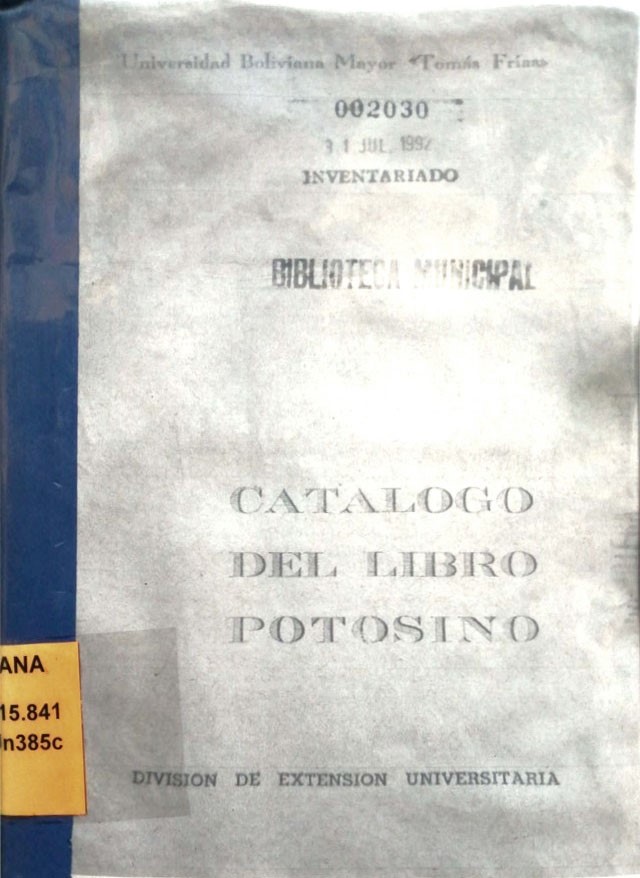 Universidad Boliviana Mayor «Tomás Frías»
002030
31 JUL. 1992
INVENTARIADO
BIBLIOTECA MUNICIPAL
CATALOGO
DEL LIBRO
POTOSINO
ANA
15.841
Un385c
DIVISION DE EXTENSION UNIVERSITARIA